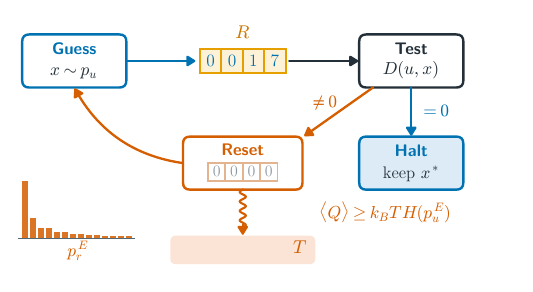 R
Guess
x ∼ p_u
0 0 1 7
Test
D(u, x)
≠ 0
= 0
Reset
0 0 0 0
Halt
keep x*
⟨Q⟩ ≥ k_B T H(p_u^E)
T
p_r^E